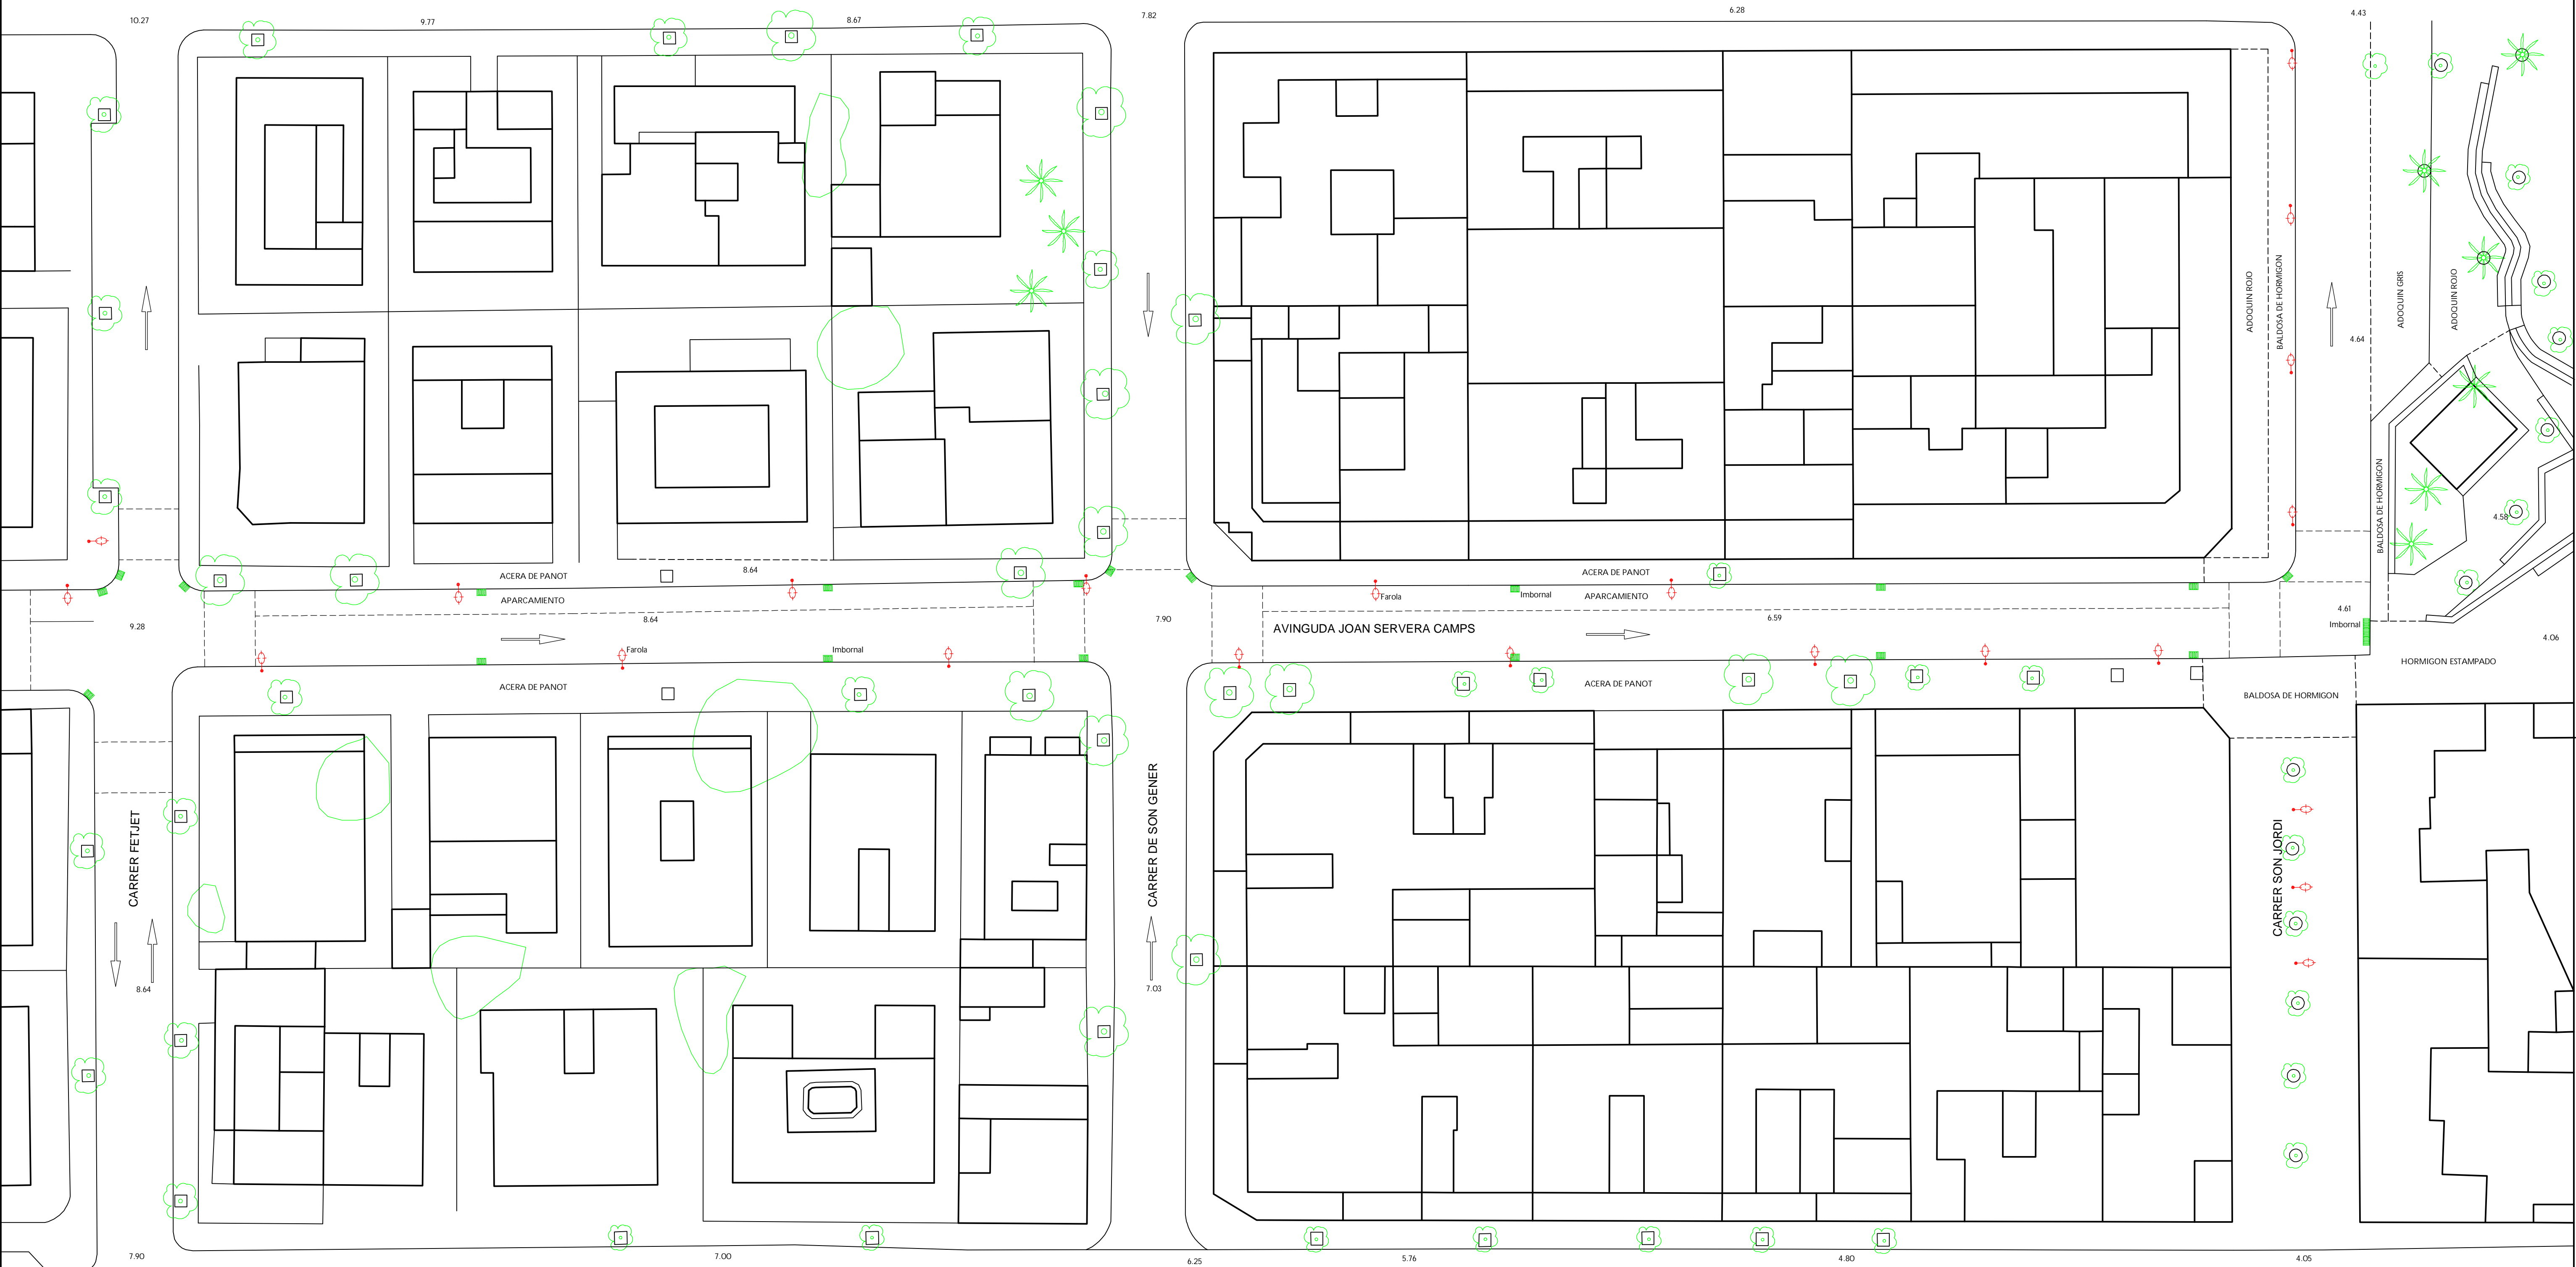 10.27
9.77
8.67
7.82
6.28
4.43
ADOQUIN ROJO
BALDOSA DE HORMIGON
ADOQUIN GRIS
ADOQUIN ROJO
4.64
BALDOSA DE HORMIGON
4.58
ACERA DE PANOT
8.64
ACERA DE PANOT
APARCAMIENTO
Farola
Imbornal
APARCAMIENTO
9.28
8.64
7.90
AVINGUDA JOAN SERVERA CAMPS
6.59
4.61
Imbornal
4.06
Farola
Imbornal
HORMIGON ESTAMPADO
ACERA DE PANOT
ACERA DE PANOT
BALDOSA DE HORMIGON
CARRER FETJET
CARRER DE SON GENER
CARRER SON JORDI
8.64
7.03
7.90
7.00
6.25
5.76
4.80
4.05